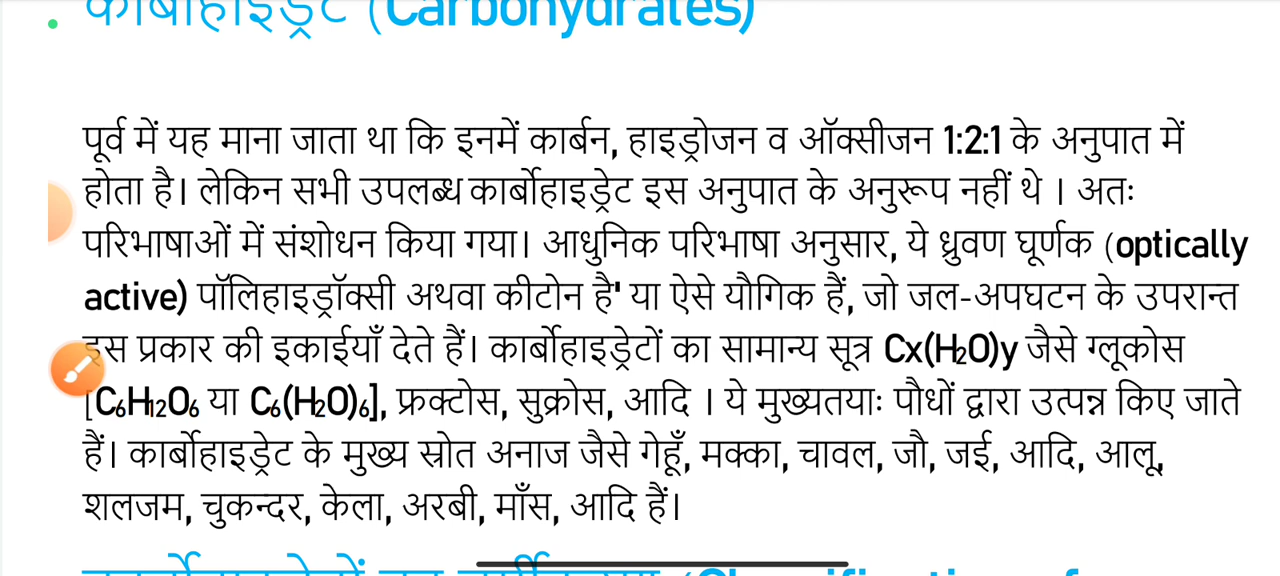 • कार्बोहाइड्रेट (Carbohydrates)
पूर्व में यह माना जाता था कि इनमें कार्बन, हाइड्रोजन व ऑक्सीजन 1:2:1 के अनुपात में
होता है। लेकिन सभी उपलब्ध कार्बोहाइड्रेट इस अनुपात के अनुरूप नहीं थे । अतः
परिभाषाओं में संशोधन किया गया। आधुनिक परिभाषा अनुसार, ये ध्रुवण घूर्णक (optically
active) पॉलिहाइड्रॉक्सी अथवा कीटोन है' या ऐसे यौगिक हैं, जो जल-अपघटन के उपरान्त
इस प्रकार की इकाईयाँ देते हैं। कार्बोहाइड्रेटों का सामान्य सूत्र Cx(H₂O)y जैसे ग्लूकोस
[C₆H₁₂O₆ या C₆(H₂O)₆], फ्रक्टोस, सुक्रोस, आदि । ये मुख्यतयाः पौधों द्वारा उत्पन्न किए जाते
हैं। कार्बोहाइड्रेट के मुख्य स्रोत अनाज जैसे गेहूँ, मक्का, चावल, जौ, जई, आदि, आलू,
शलजम, चुकन्दर, केला, अरबी, माँस, आदि हैं।